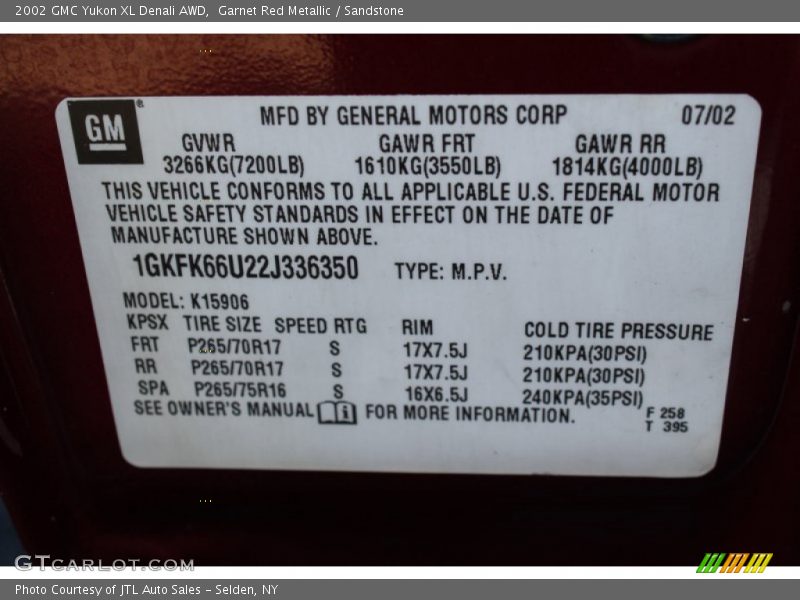 2002 GMC Yukon XL Denali AWD, Garnet Red Metallic / Sandstone
GM ® MFD BY GENERAL MOTORS CORP 07/02
GVWR GAWR FRT GAWR RR
3266KG(7200LB) 1610KG(3550LB) 1814KG(4000LB)
THIS VEHICLE CONFORMS TO ALL APPLICABLE U.S. FEDERAL MOTOR
VEHICLE SAFETY STANDARDS IN EFFECT ON THE DATE OF
MANUFACTURE SHOWN ABOVE.
1GKFK66U22J336350 TYPE: M.P.V.
MODEL: K15906
KPSX TIRE SIZE SPEED RTG RIM COLD TIRE PRESSURE
FRT P265/70R17 S 17X7.5J 210KPA(30PSI)
RR P265/70R17 S 17X7.5J 210KPA(30PSI)
SPA P265/75R16 S 16X6.5J 240KPA(35PSI)
SEE OWNER'S MANUAL i FOR MORE INFORMATION.
F 258
T 395
GTCARLOT.COM
Photo Courtesy of JTL Auto Sales - Selden, NY